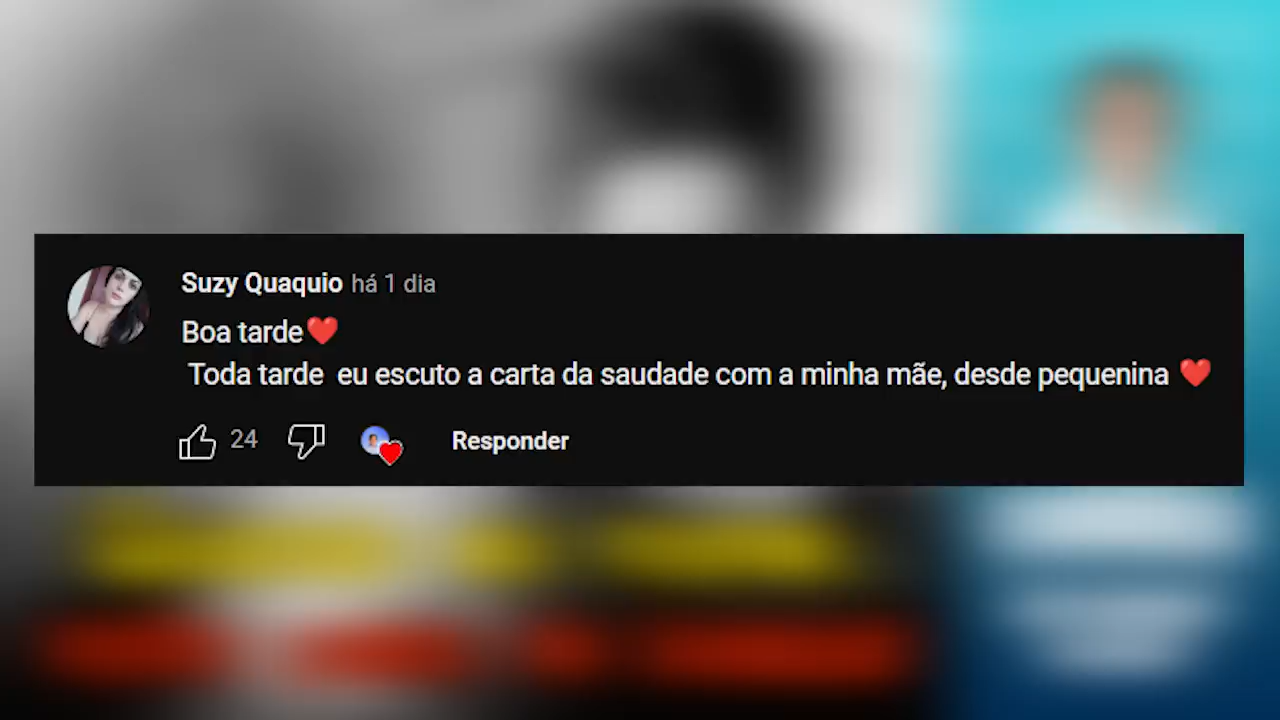 Suzy Quaquio há 1 dia
Boa tarde❤️
Toda tarde eu escuto a carta da saudade com a minha mãe, desde pequenina ❤️
24 Responder